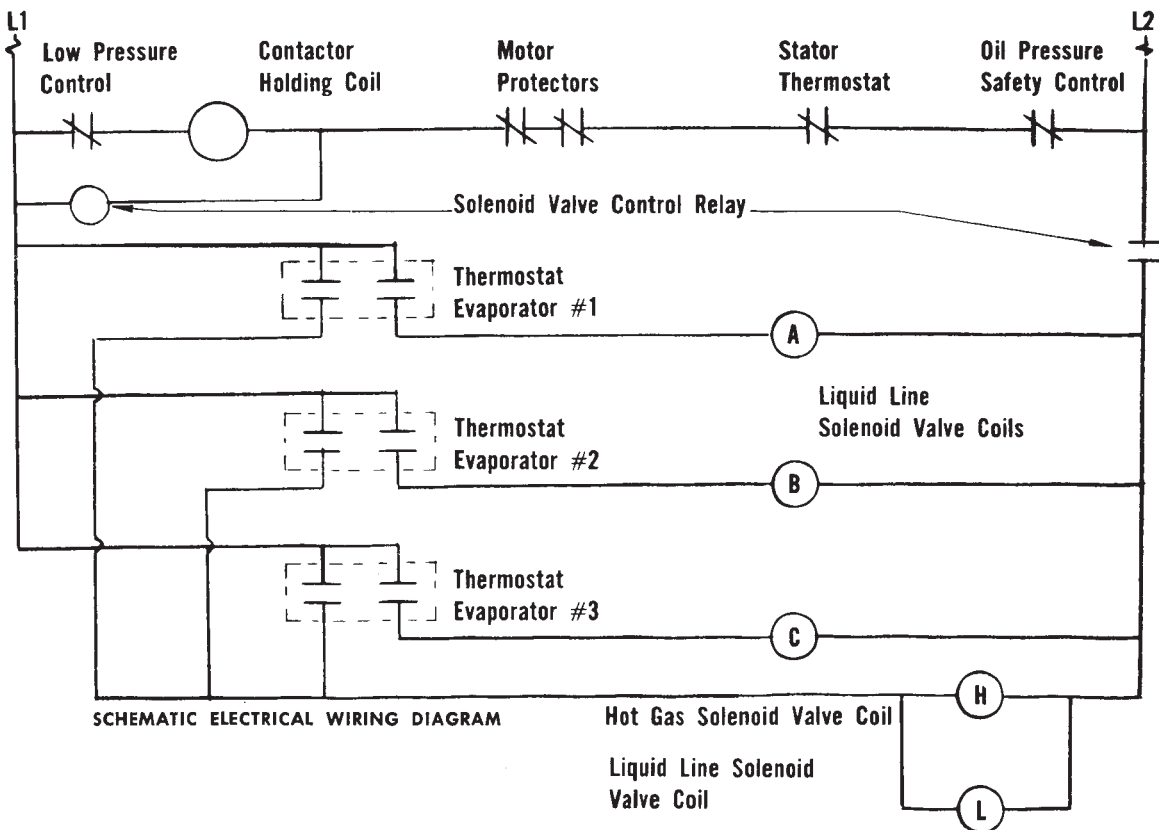 L1
L2
Low Pressure
Control
Contactor
Holding Coil
Motor
Protectors
Stator
Thermostat
Oil Pressure
Safety Control
Solenoid Valve Control Relay
Thermostat
Evaporator #1
A
Liquid Line
Solenoid Valve Coils
Thermostat
Evaporator #2
B
Thermostat
Evaporator #3
C
H
SCHEMATIC ELECTRICAL WIRING DIAGRAM
Hot Gas Solenoid Valve Coil
Liquid Line Solenoid
Valve Coil
L